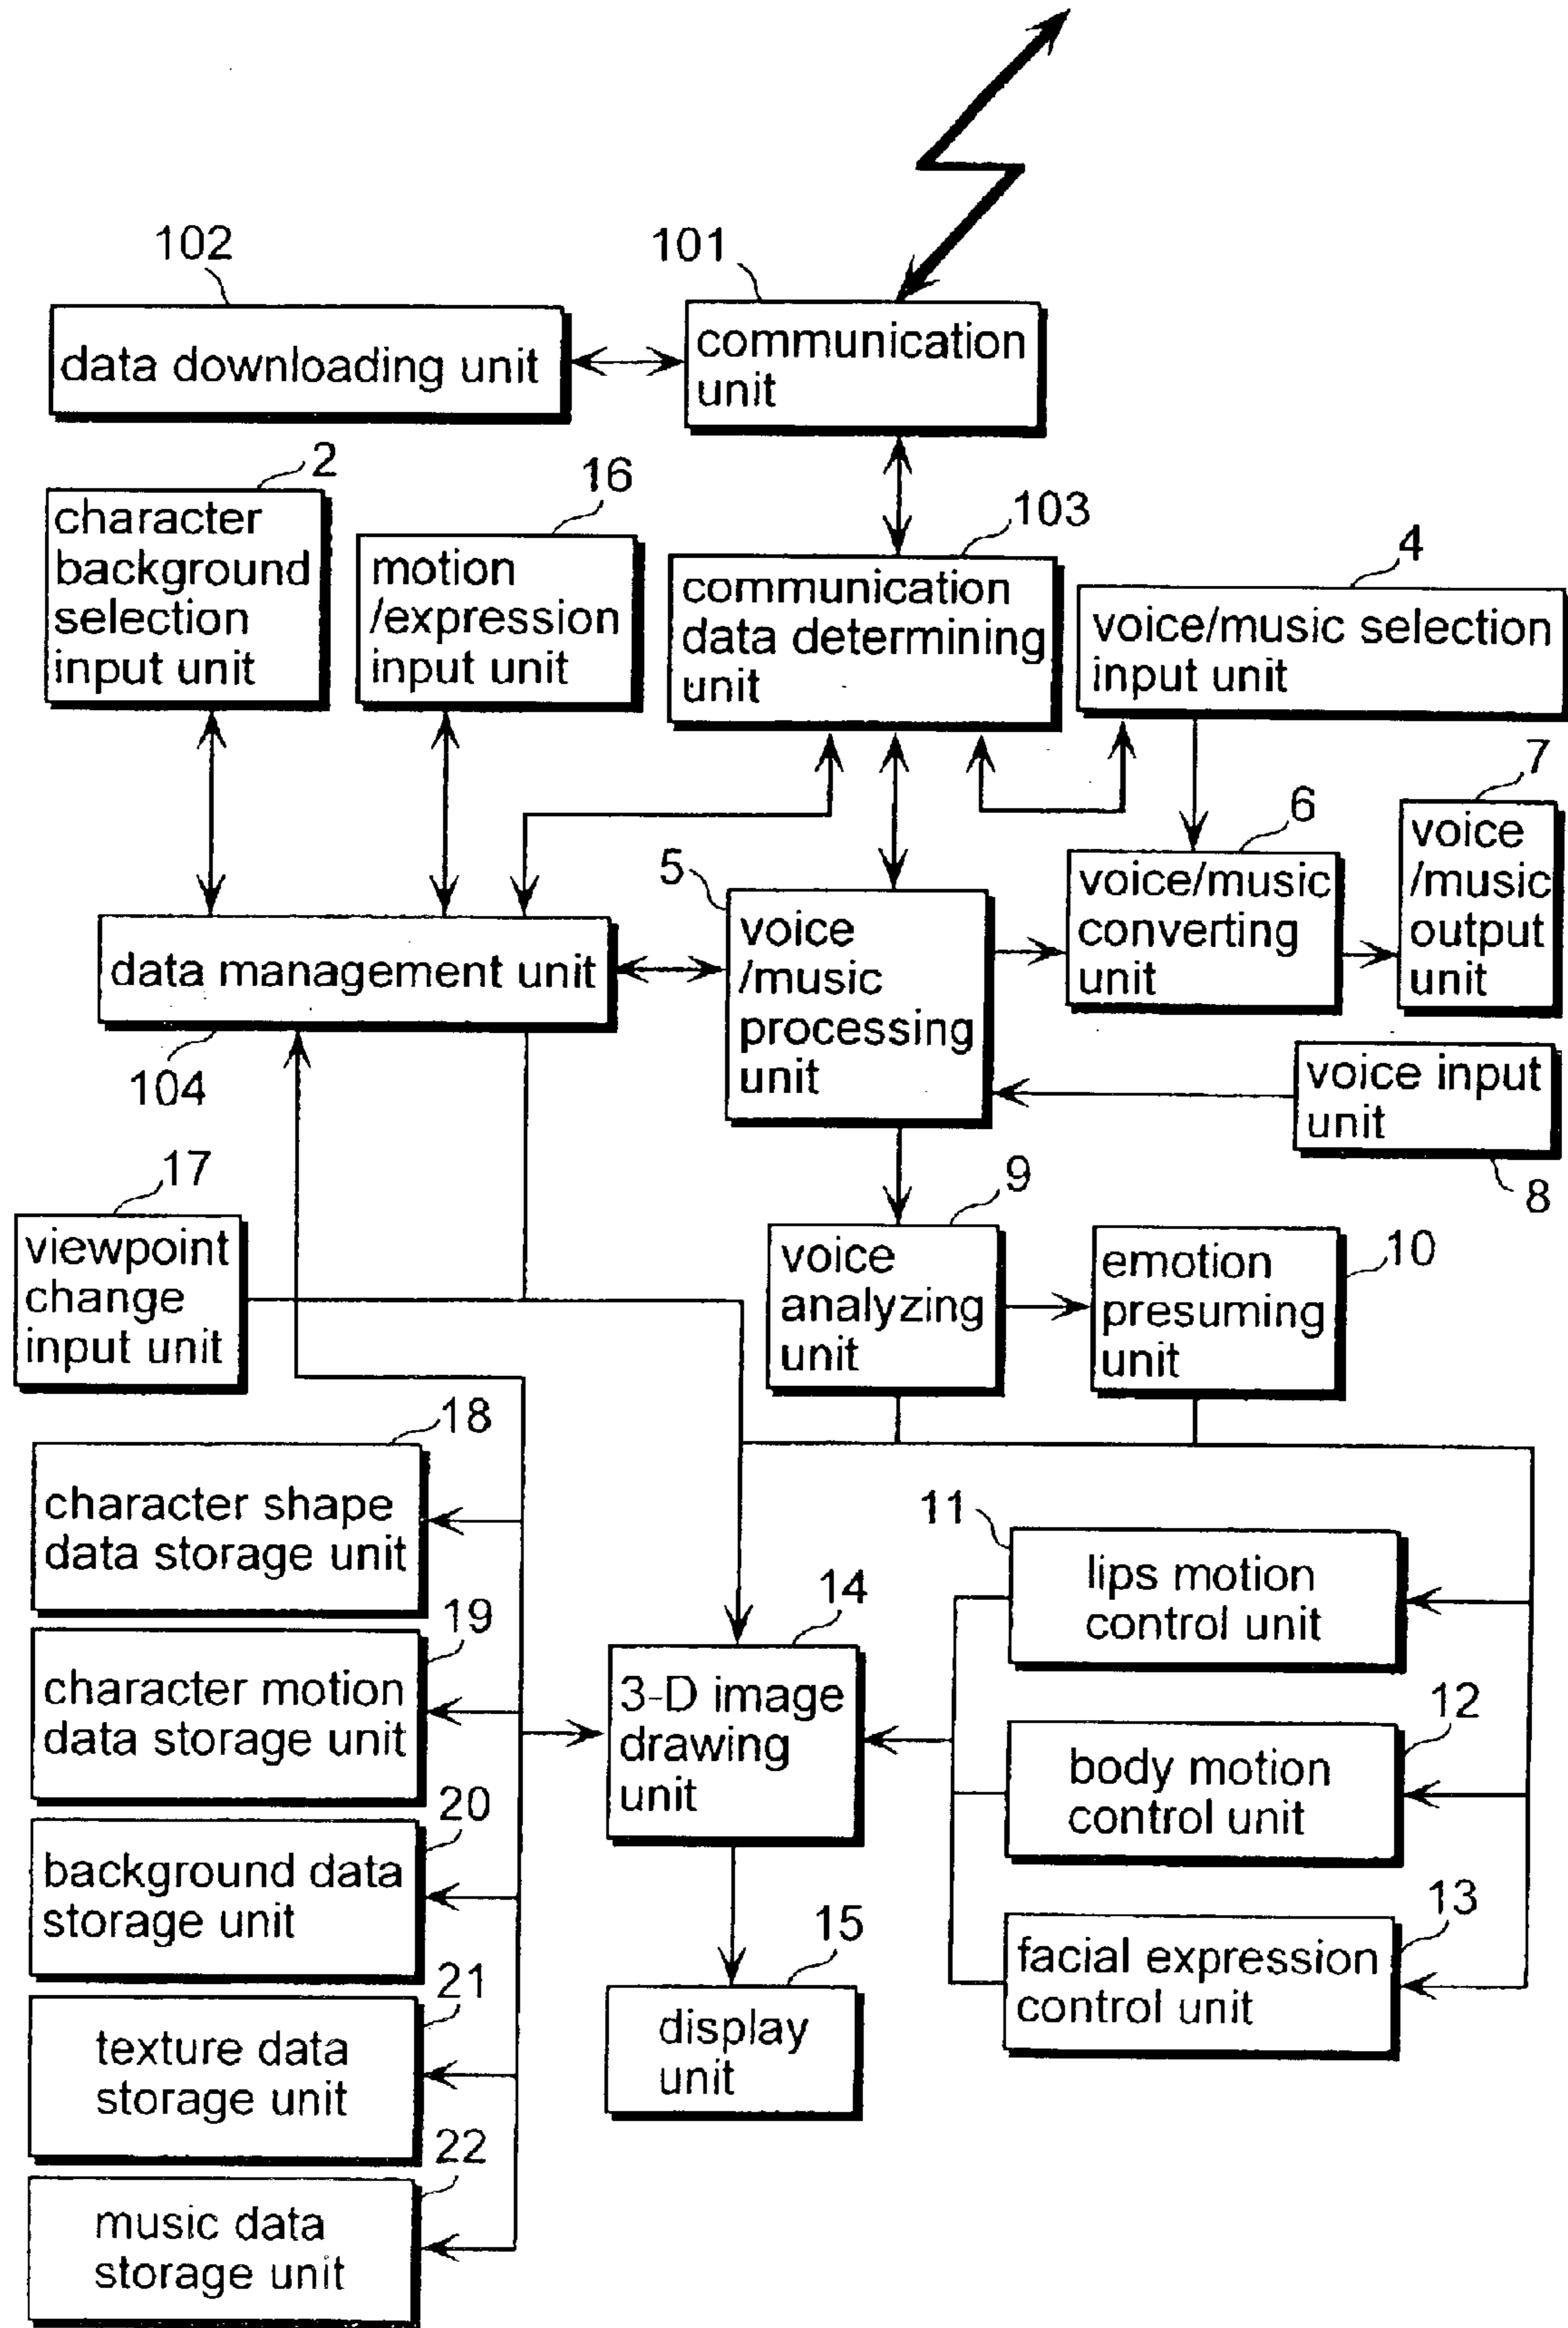 102
101
data downloading unit
communication
unit
2
16
103
4
character
background
selection
input unit
motion
/expression
input unit
communication
data determining
unit
voice/music selection
input unit
7
6
5
voice
/music
output
unit
voice/music
converting
unit
voice
/music
processing
unit
data management unit
104
voice input
unit
8
17
9
viewpoint
change
input unit
voice
analyzing
unit
emotion
presuming
unit
10
18
character shape
data storage unit
11
lips motion
control unit
19
14
character motion
data storage unit
3-D image
drawing
unit
12
body motion
control unit
20
background data
storage unit
13
facial expression
control unit
21
15
texture data
storage unit
display
unit
22
music data
storage unit